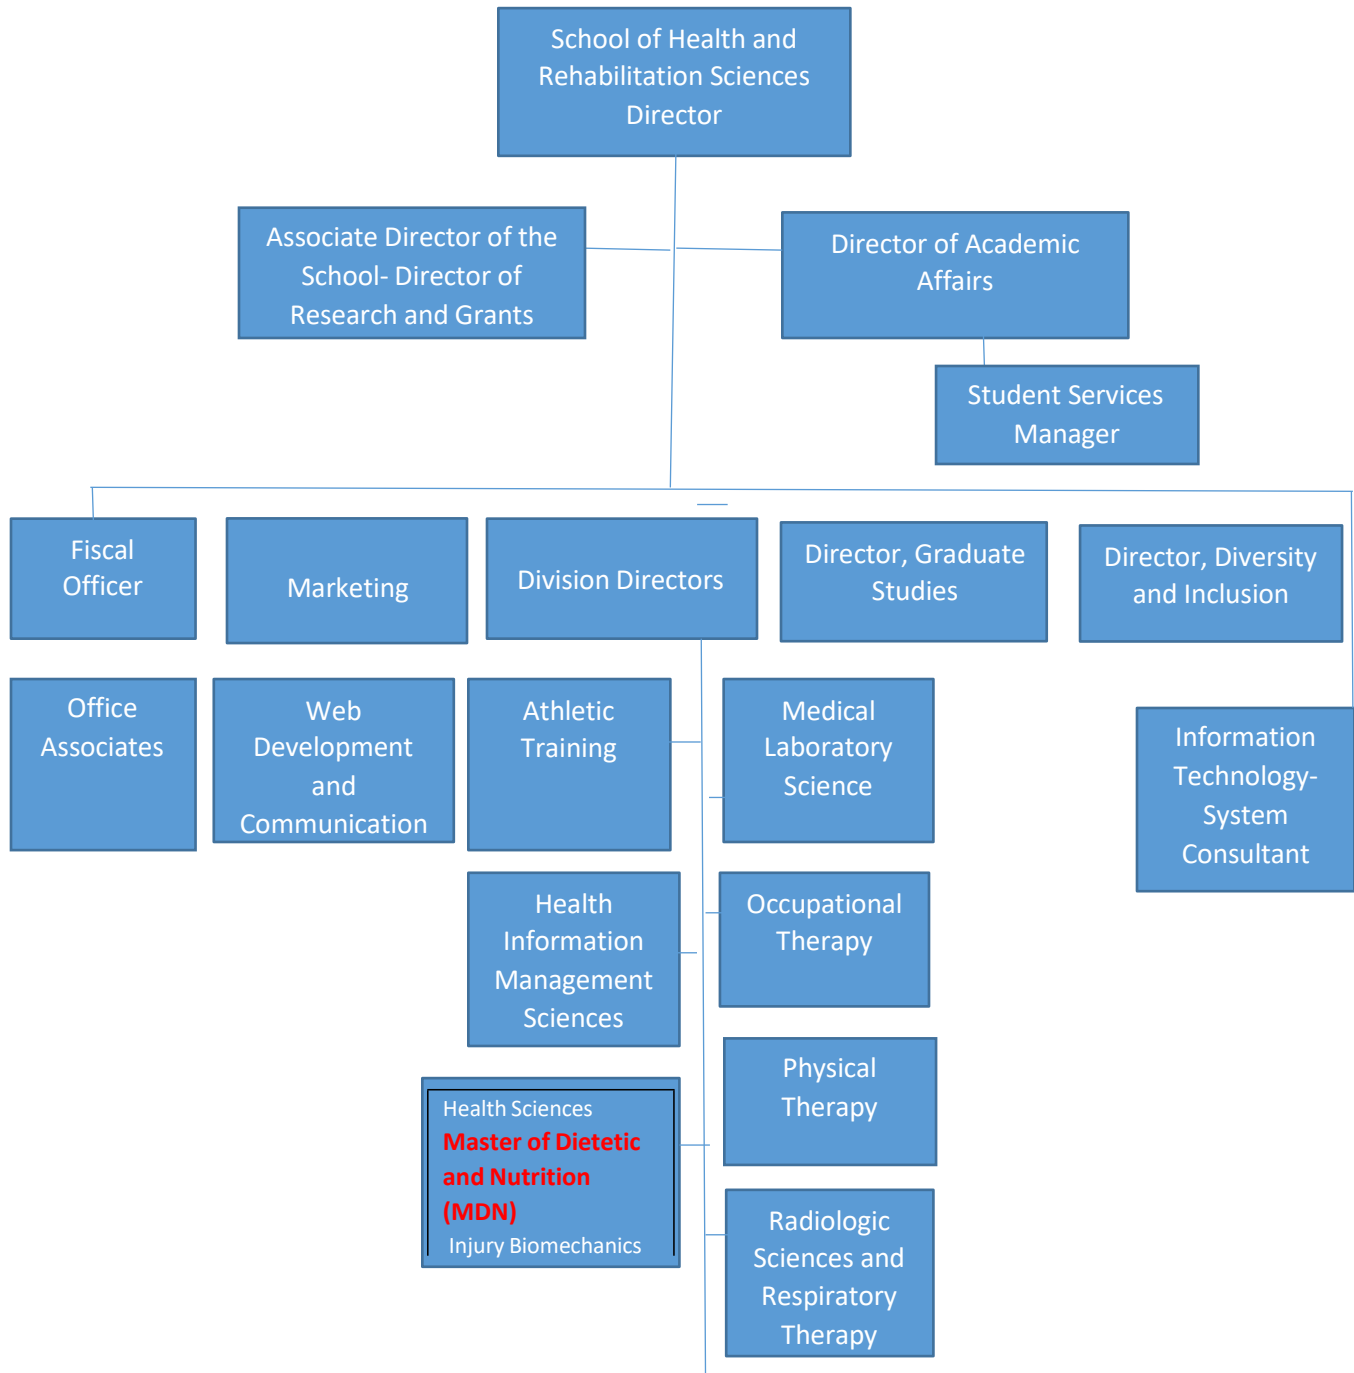 School of Health and
Rehabilitation Sciences
Director
Associate Director of the
School- Director of
Research and Grants
Director of Academic
Affairs
Student Services
Manager
Fiscal
Officer
Marketing
Division Directors
Director, Graduate
Studies
Director, Diversity
and Inclusion
Office
Associates
Web
Development
and
Communication
Athletic
Training
Medical
Laboratory
Science
Information
Technology-
System
Consultant
Health
Information
Management
Sciences
Occupational
Therapy
Physical
Therapy
Health Sciences
Master of Dietetic
and Nutrition
(MDN)
Injury Biomechanics
Radiologic
Sciences and
Respiratory
Therapy